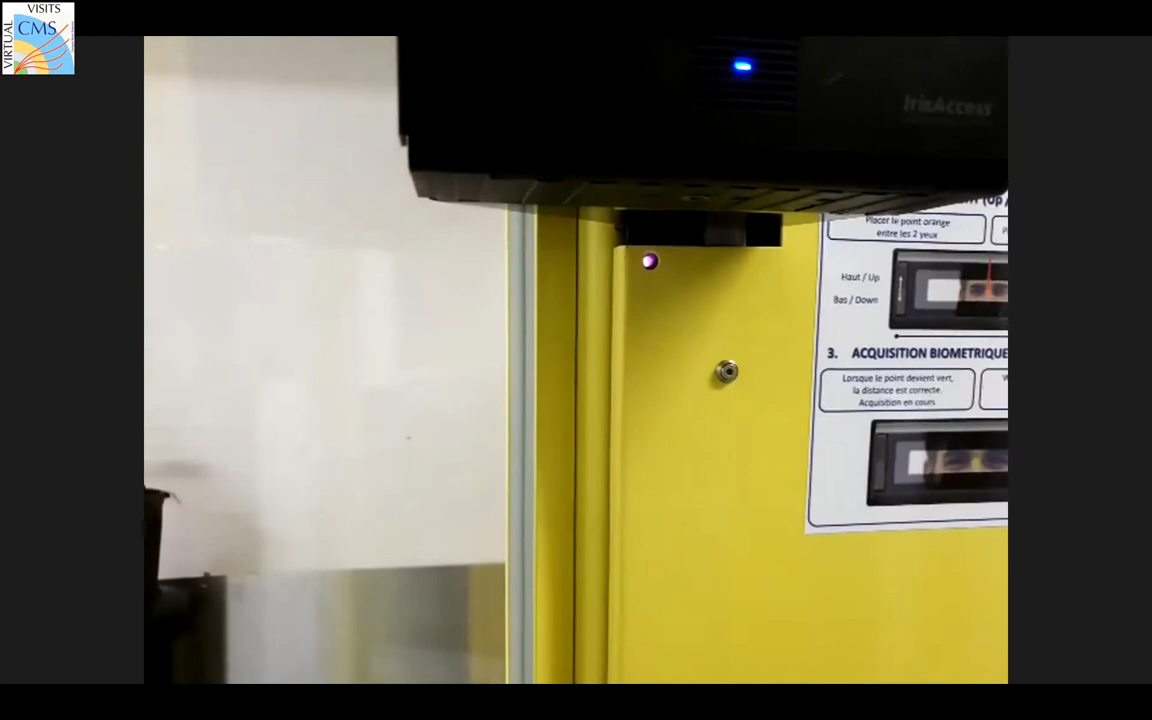 VISITS
VIRTUAL
CMS
IrisAccess
(Up
Placer le point orange
entre les 2 yeux
Haut / Up
Bas / Down
3. ACQUISITION BIOMETRIQUE
Lorsque le point devient vert,
la distance est correcte.
Acquisition en cours